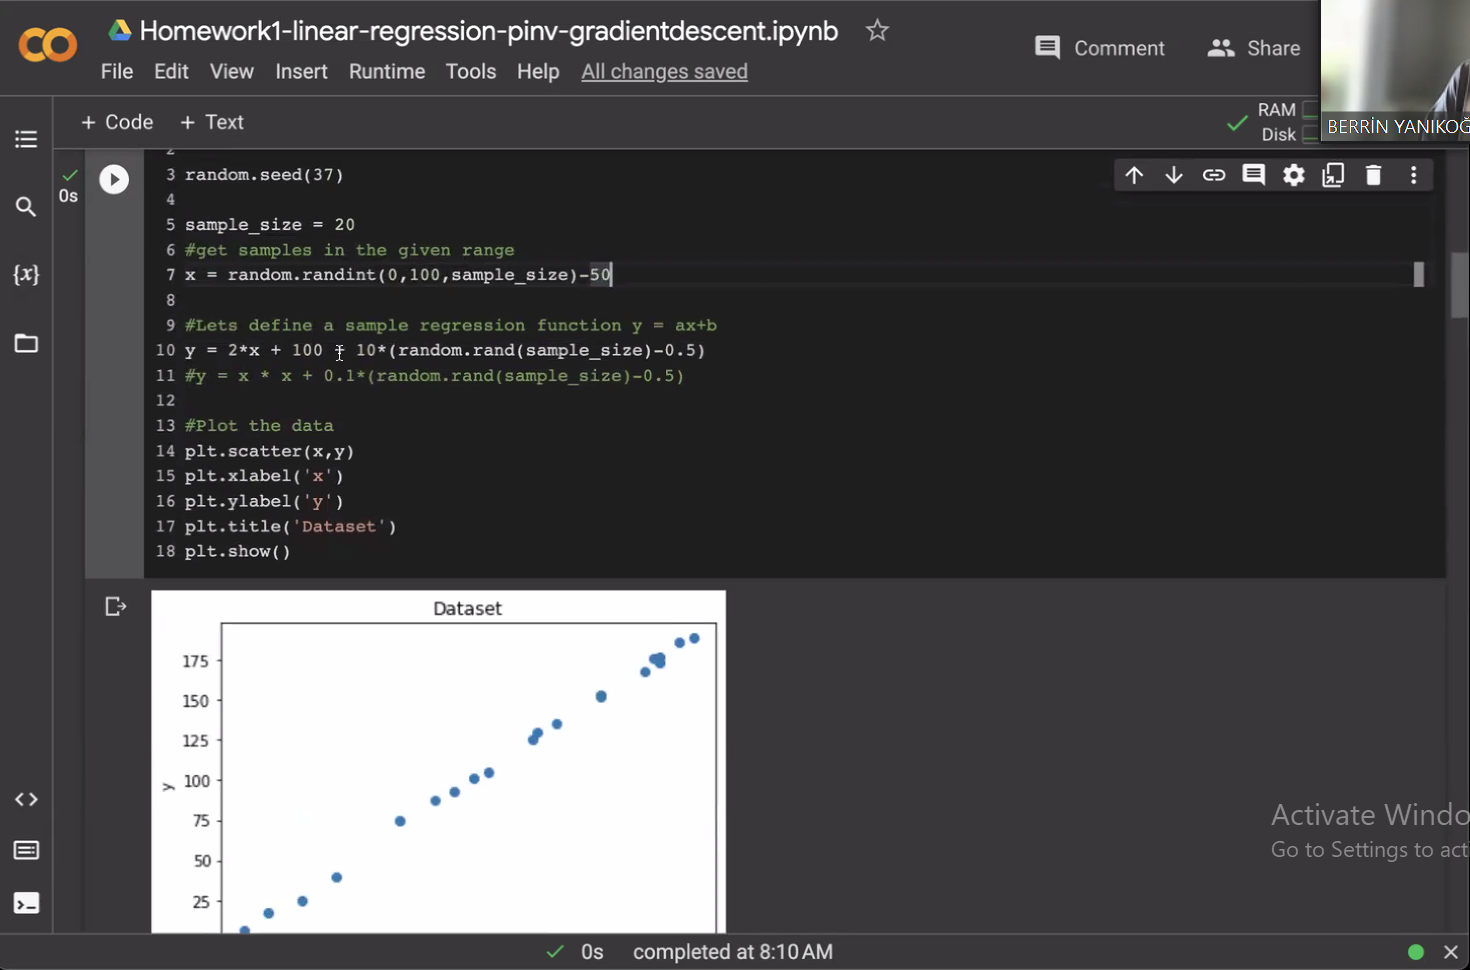 Homework1-linear-regression-pinv-gradientdescent.ipynb
Comment
Share
File Edit View Insert Runtime Tools Help All changes saved
+ Code + Text
RAM
Disk
BERRİN YANIKOĞ
0s
2
3 random.seed(37)
4
5 sample_size = 20
6 #get samples in the given range
7 x = random.randint(0,100,sample_size)-50
8
9 #Lets define a sample regression function y = ax+b
10 y = 2*x + 100 + 10*(random.rand(sample_size)-0.5)
11 #y = x * x + 0.1*(random.rand(sample_size)-0.5)
12
13 #Plot the data
14 plt.scatter(x,y)
15 plt.xlabel('x')
16 plt.ylabel('y')
17 plt.title('Dataset')
18 plt.show()
{x}
Dataset
175
150
125
100
75
50
25
y
Activate Windo
Go to Settings to act
0s completed at 8:10 AM